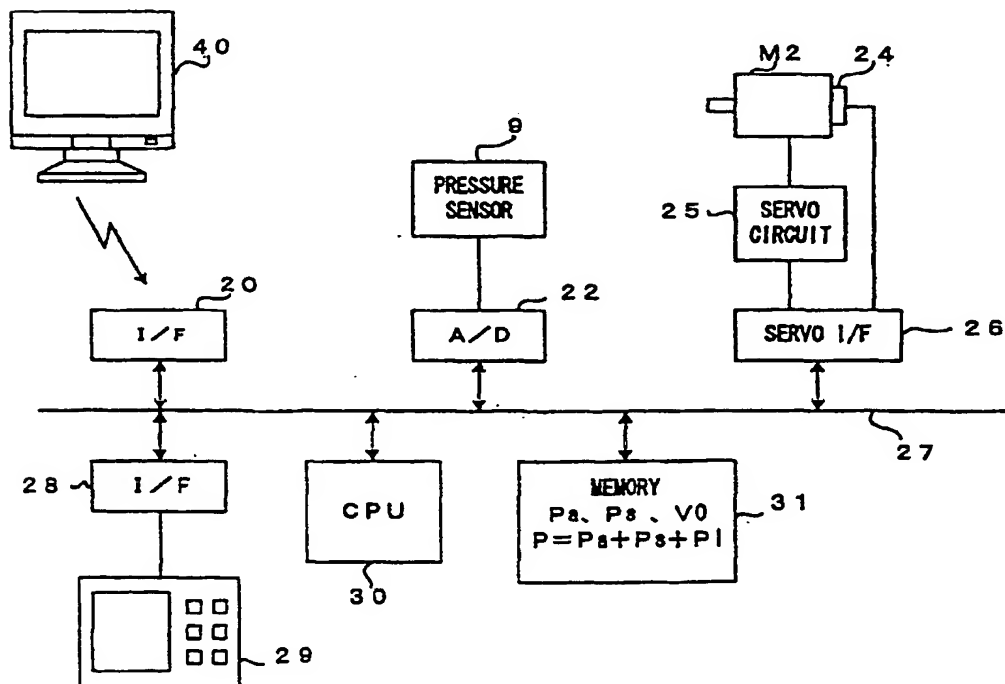 40
M2
24
9
PRESSURE
SENSOR
25
SERVO
CIRCUIT
20
22
I/F
A/D
SERVO I/F
26
27
28
I/F
CPU
MEMORY
Pa、Ps、V0
P=Pa+Ps+Pl
31
30
29